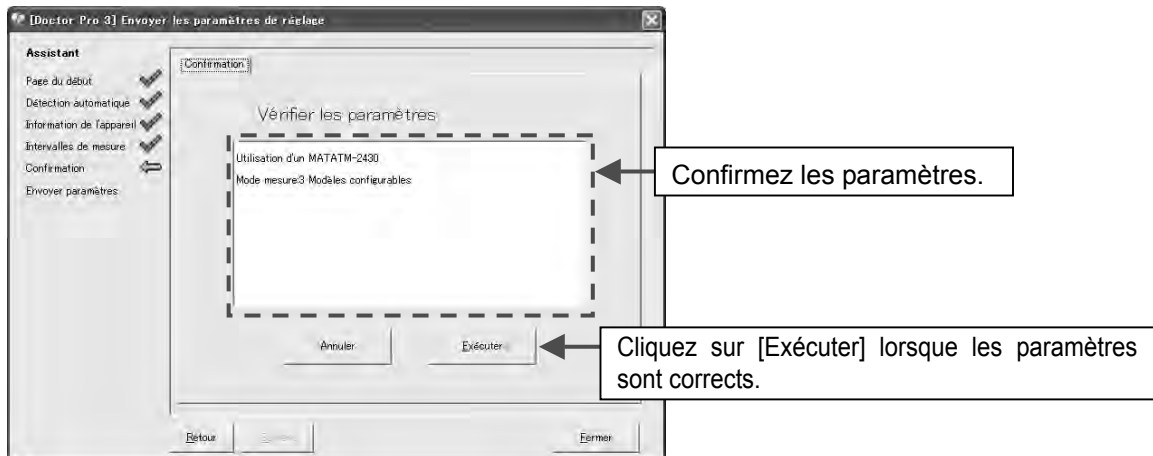 [Doctor Pro 3] Envoyer les paramètres de réglage
Assistant
Page du début
Détection automatique
Information de l'appareil
Intervalles de mesure
Confirmation
Envoyer paramètres
Confirmation
Vérifier les paramètres
Utilisation d'un MATATM-2430
Mode mesure:3 Modèles configurables
Annuler
Exécuter
Retour
Fermer
Confirmez les paramètres.
Cliquez sur [Exécuter] lorsque les paramètres
sont corrects.